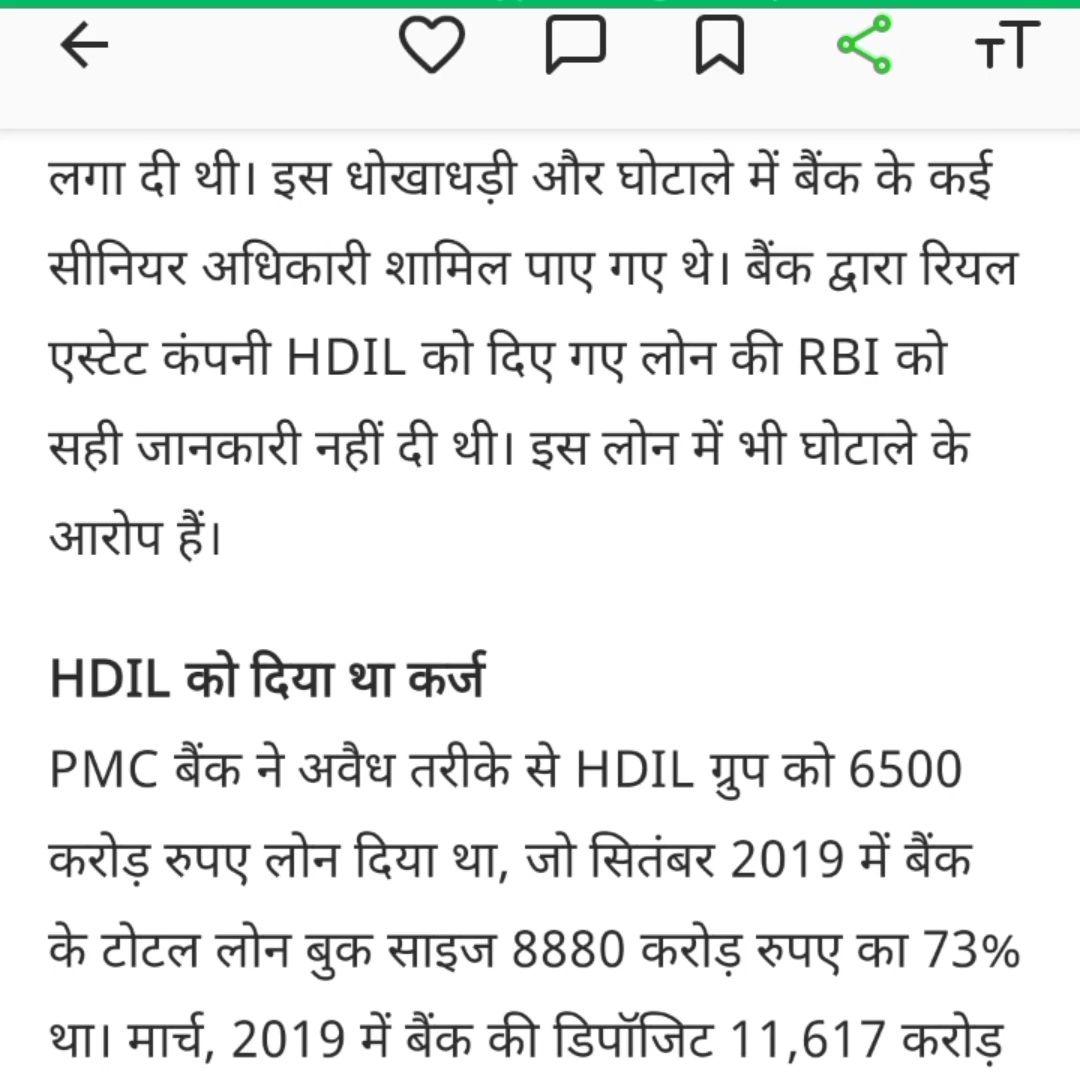 लगा दी थी। इस धोखाधड़ी और घोटाले में बैंक के कई
सीनियर अधिकारी शामिल पाए गए थे। बैंक द्वारा रियल
एस्टेट कंपनी HDIL को दिए गए लोन की RBI को
सही जानकारी नहीं दी थी। इस लोन में भी घोटाले के
आरोप हैं।
HDIL को दिया था कर्ज
PMC बैंक ने अवैध तरीके से HDIL ग्रुप को 6500
करोड़ रुपए लोन दिया था, जो सितंबर 2019 में बैंक
के टोटल लोन बुक साइज 8880 करोड़ रुपए का 73%
था। मार्च, 2019 में बैंक की डिपॉजिट 11,617 करोड़